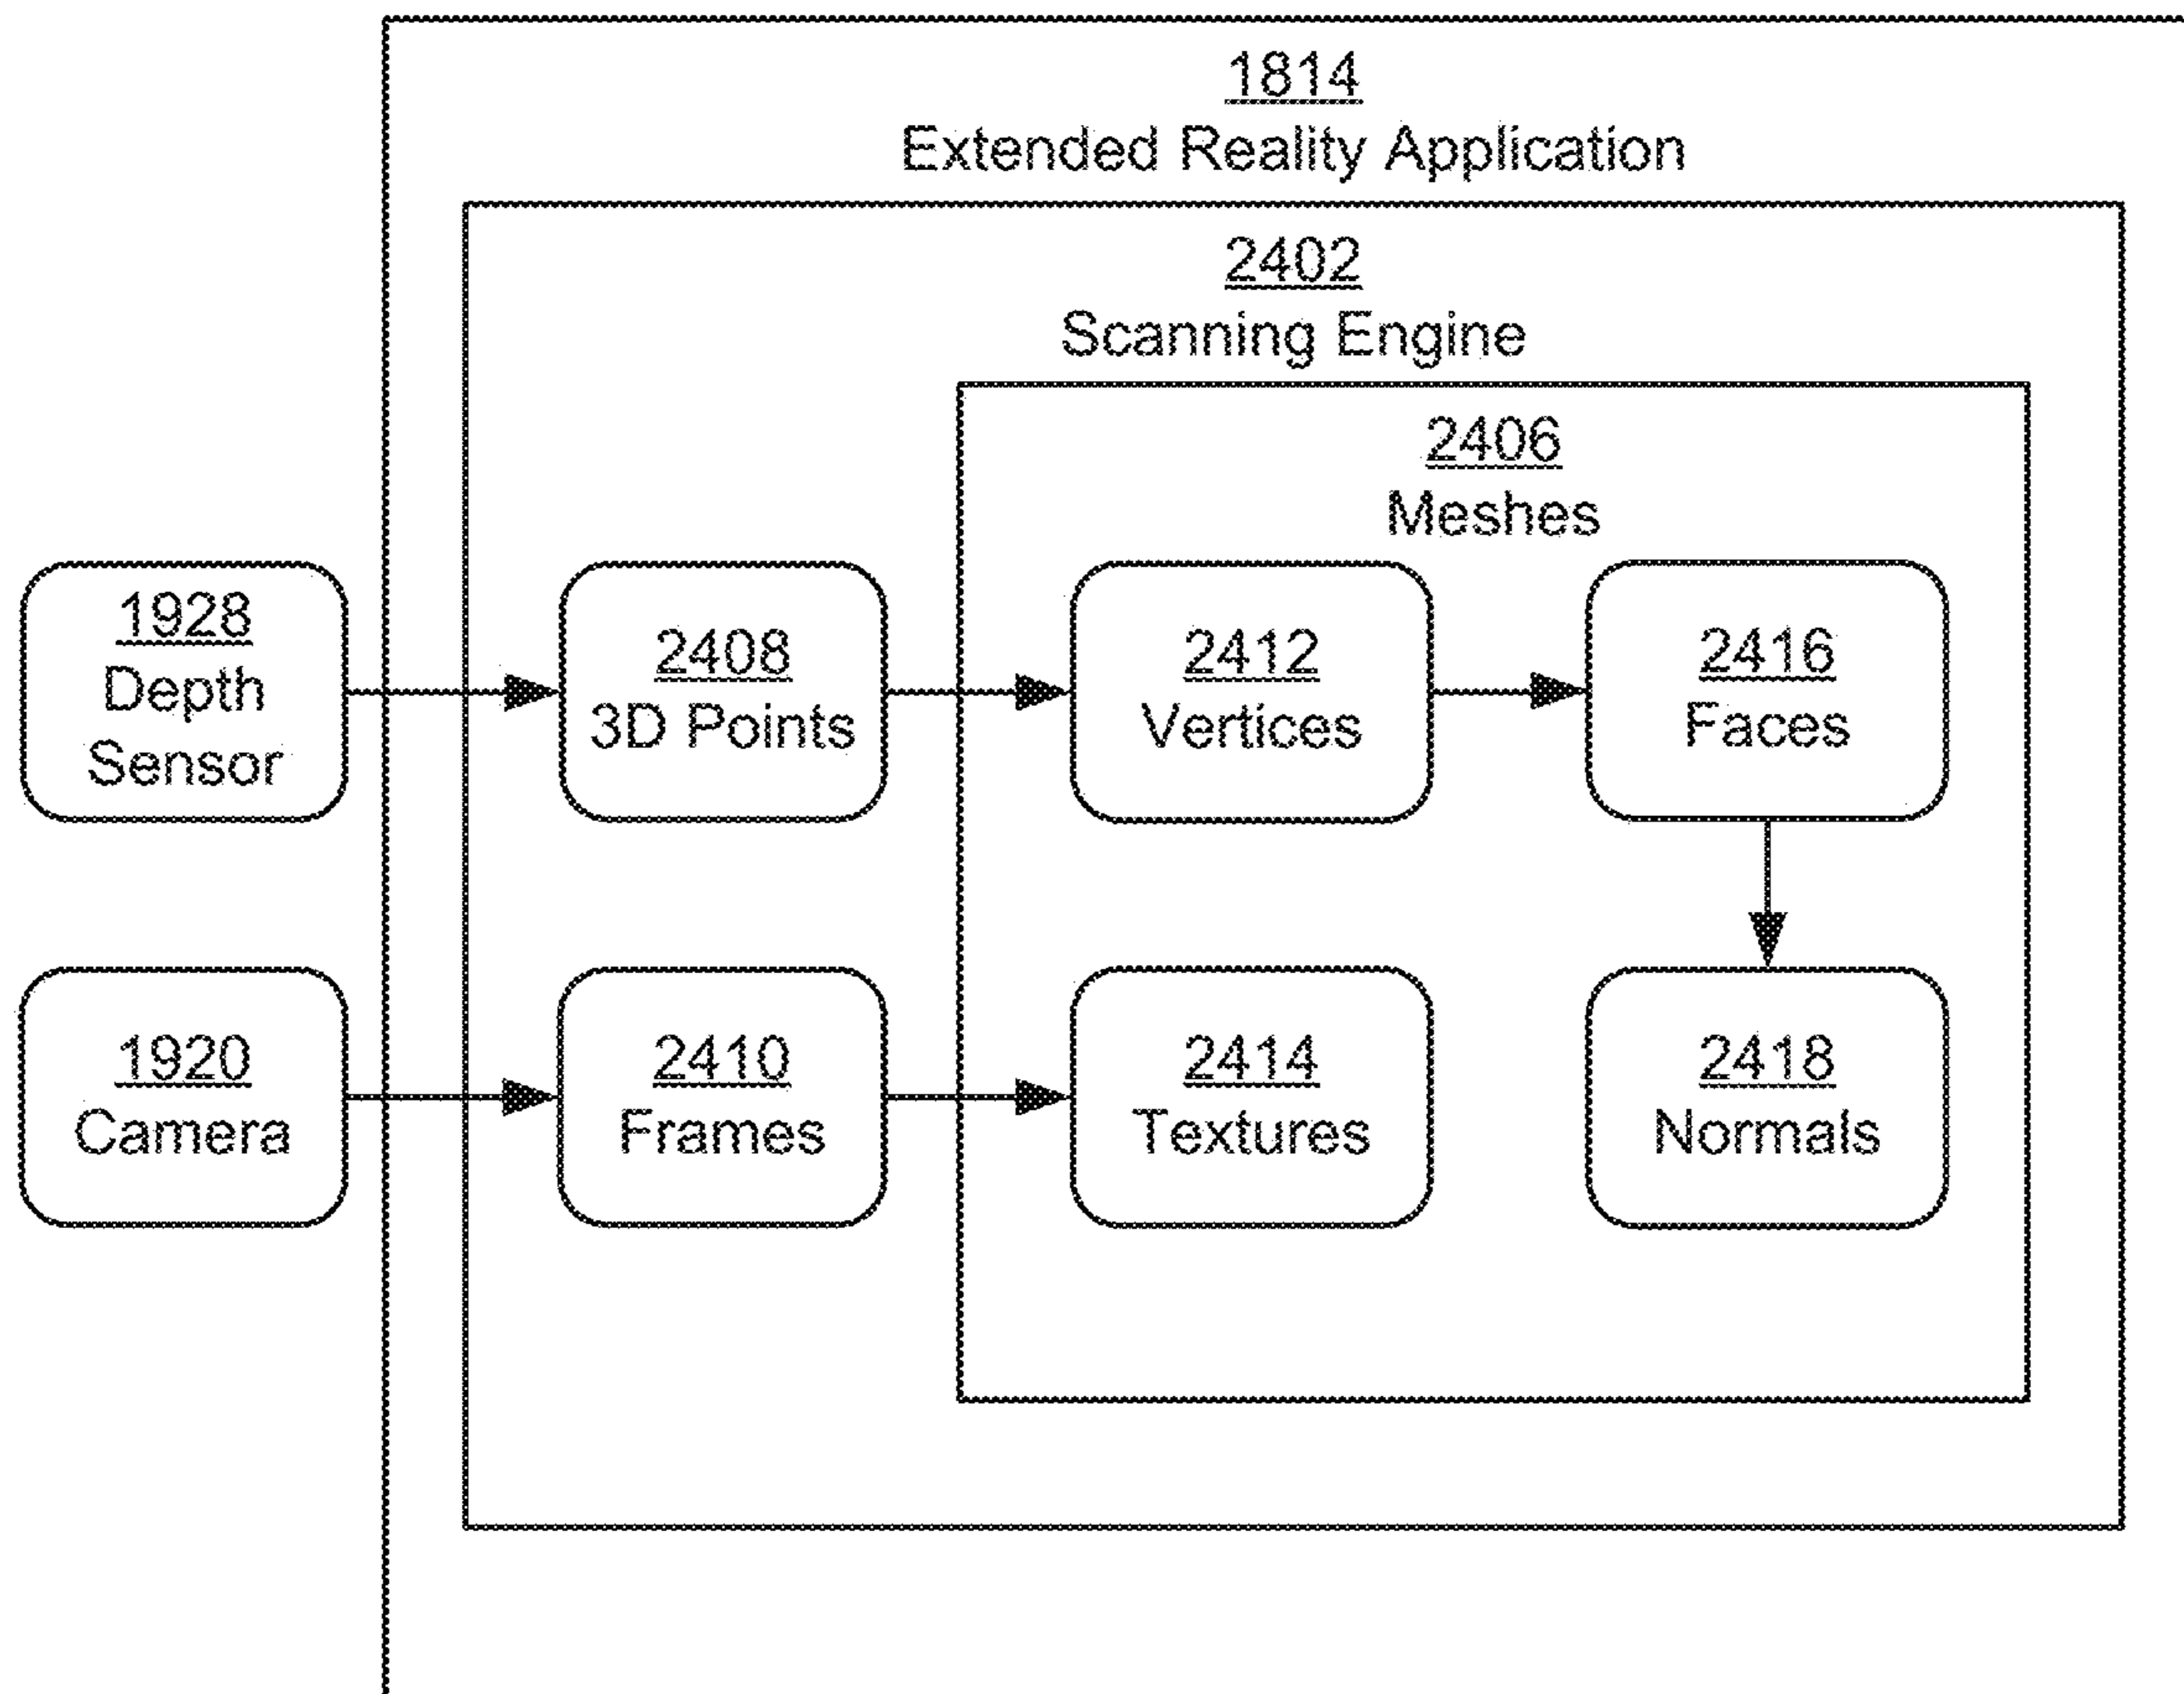 1814
Extended Reality Application
2402
Scanning Engine
2406
Meshes
1928
Depth
Sensor
2408
3D Points
2412
Vertices
2416
Faces
1920
Camera
2410
Frames
2414
Textures
2418
Normals